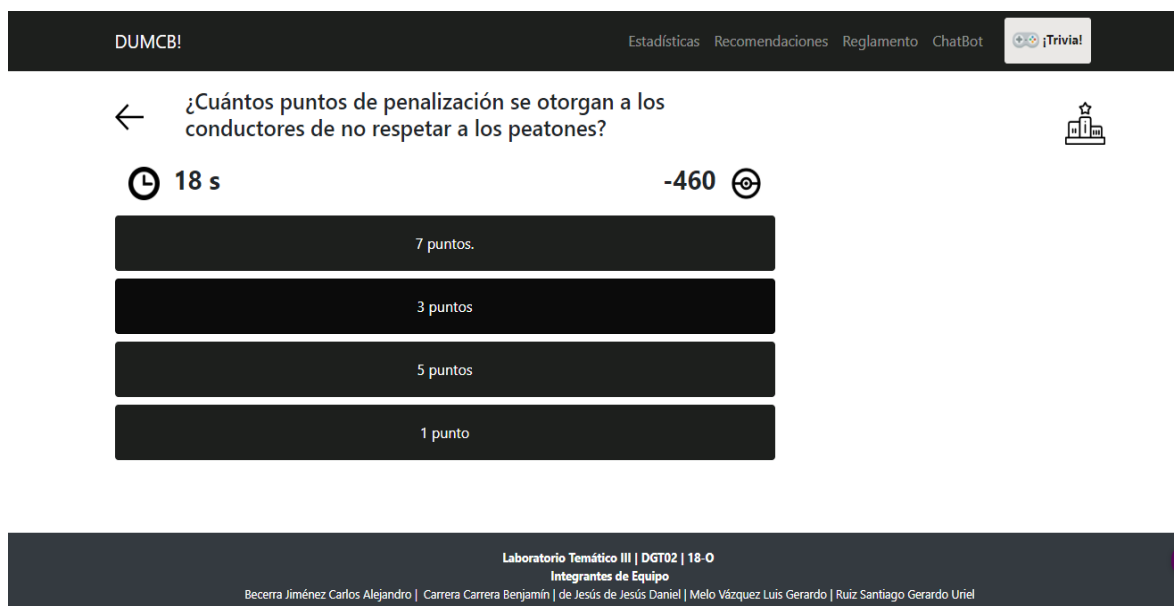 DUMCB!
Estadísticas Recomendaciones Reglamento ChatBot ¡Trivia!
¿Cuántos puntos de penalización se otorgan a los
conductores de no respetar a los peatones?
18 s
-460
7 puntos.
3 puntos
5 puntos
1 punto
Laboratorio Temático III | DGT02 | 18-O
Integrantes de Equipo
Becerra Jiménez Carlos Alejandro | Carrera Carrera Benjamín | de Jesús de Jesús Daniel | Melo Vázquez Luis Gerardo | Ruiz Santiago Gerardo Uriel